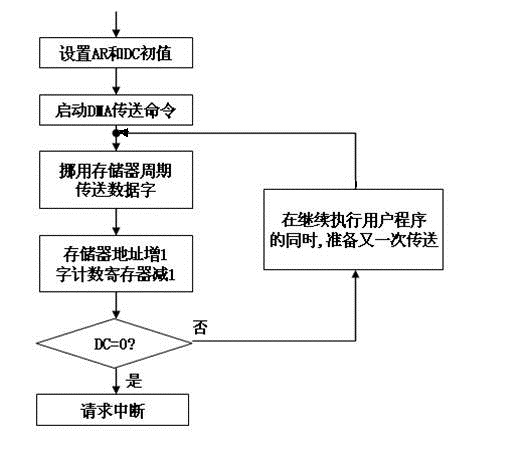 设置AR和DC初值
启动DMA传送命令
挪用存储器周期
传送数据字
存储器地址增1
字计数寄存器减1
DC=0?
否
在继续执行用户程序
的同时,准备又一次传送
是
请求中断